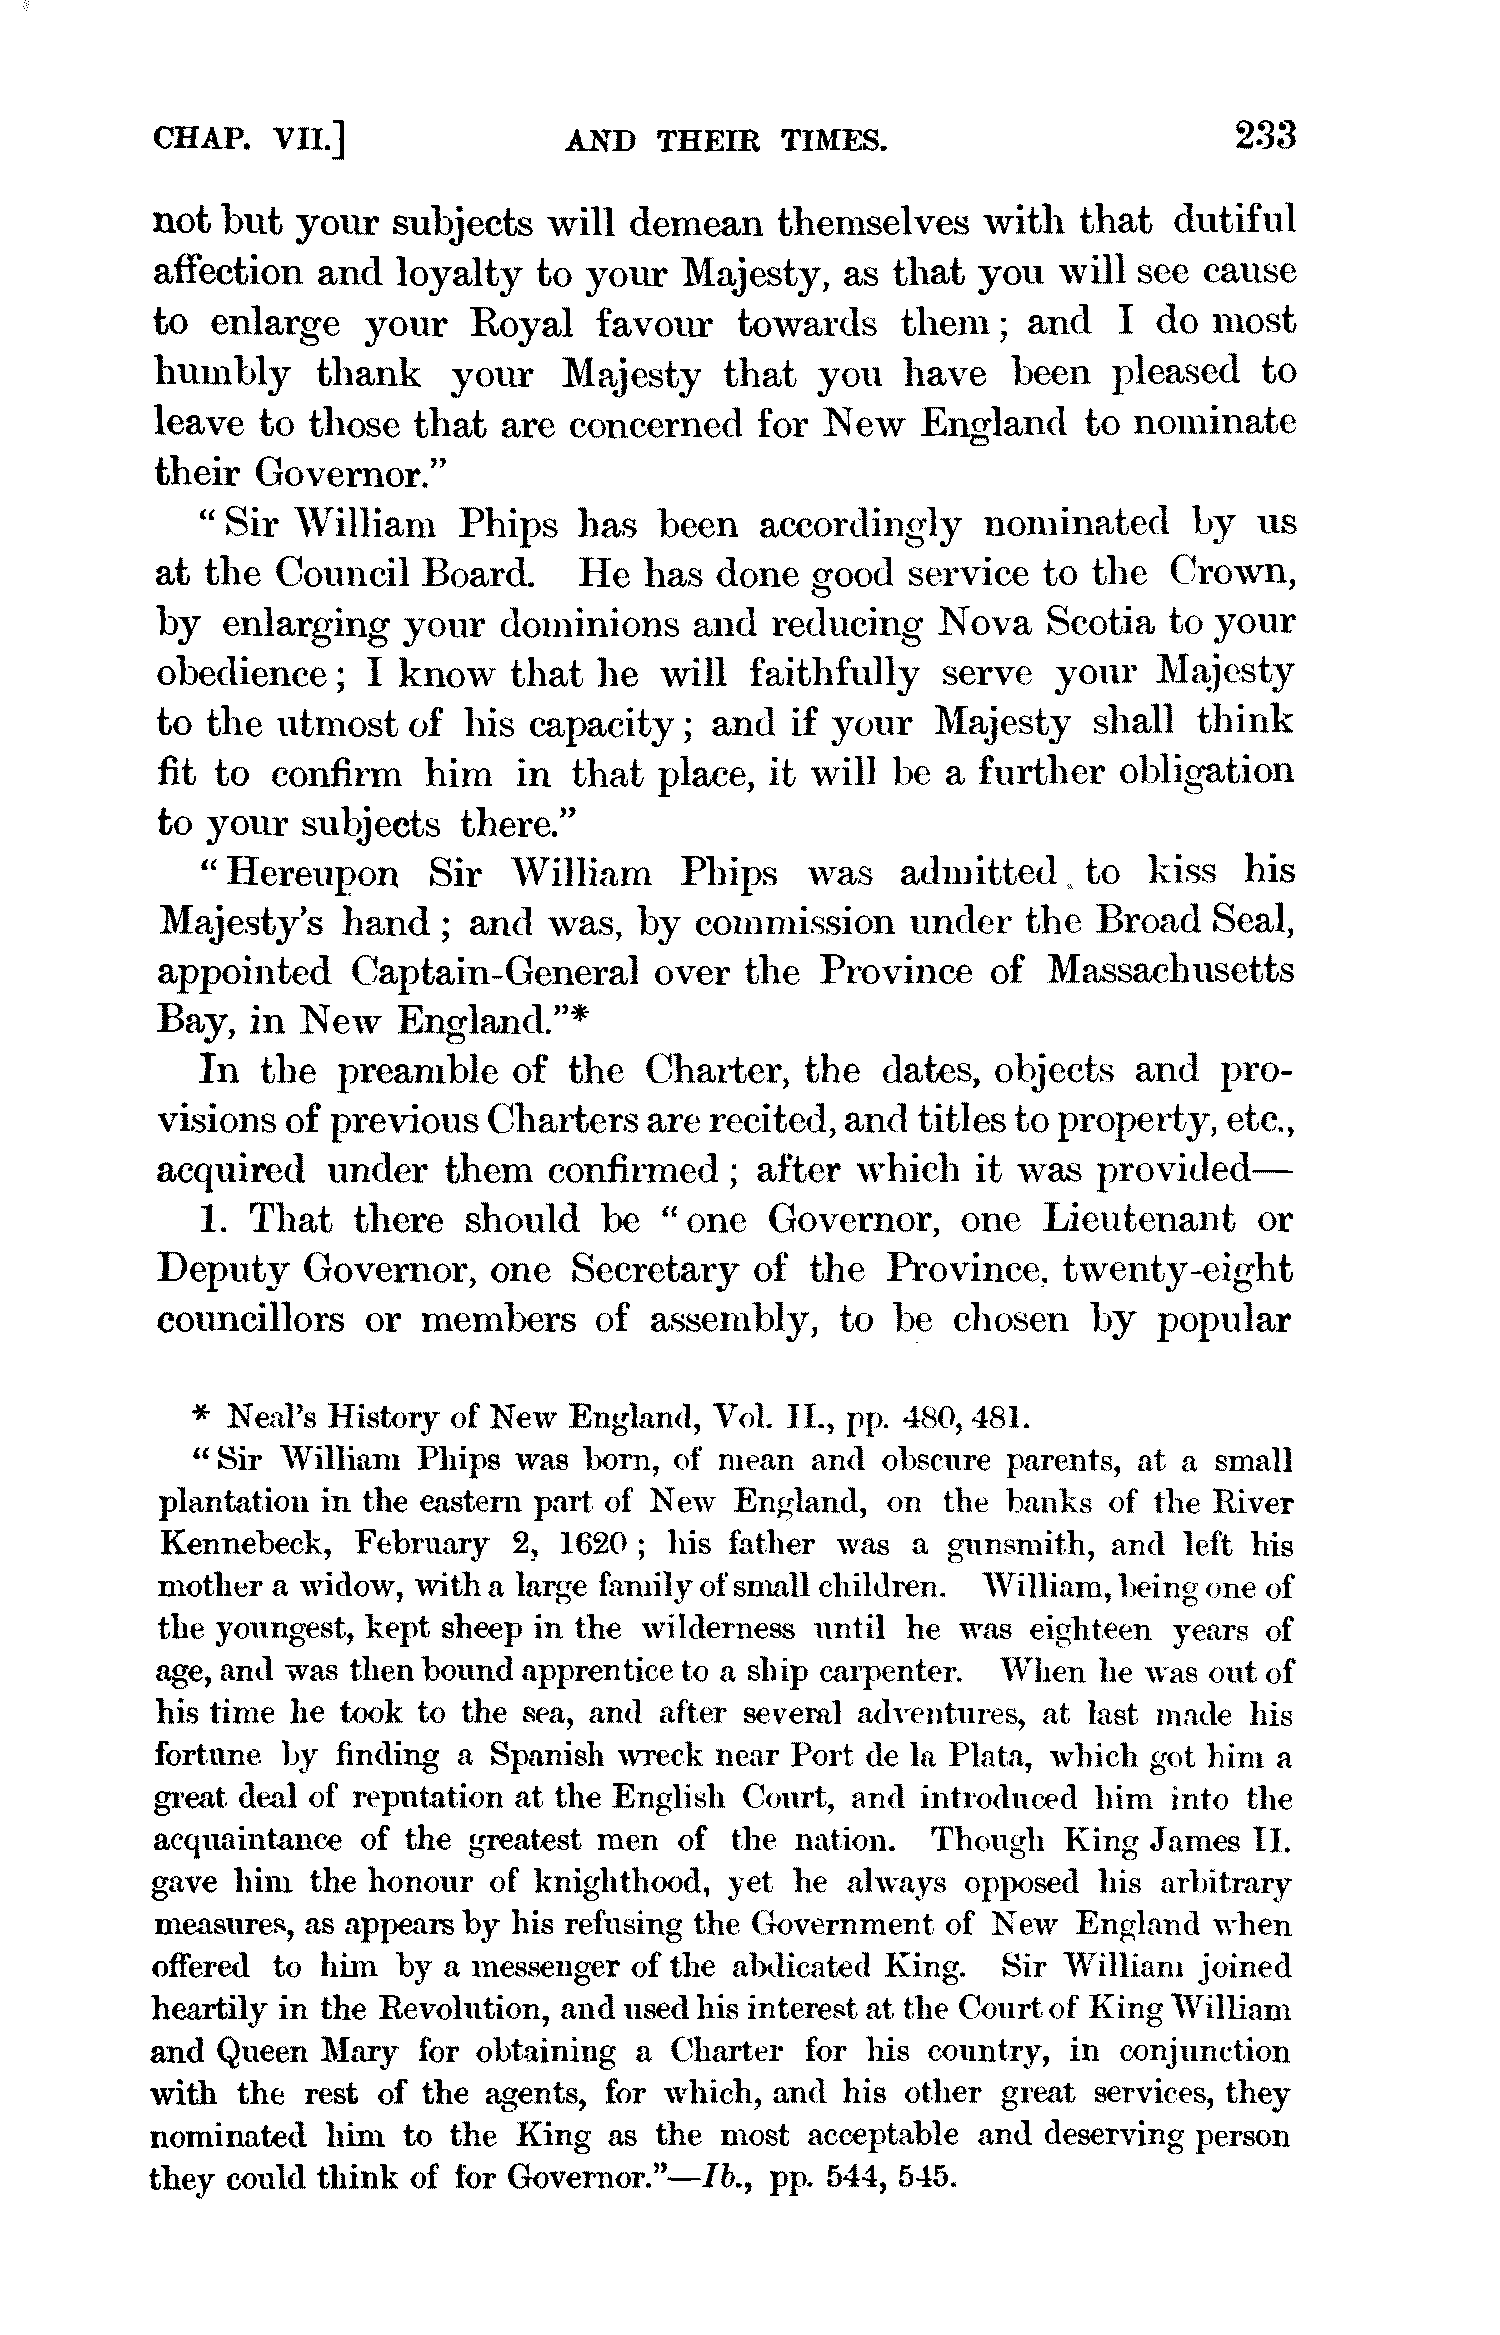 CHAP. VII.] AND THEIR TIMES. 233
not but your subjects will demean themselves with that dutiful
affection and loyalty to your Majesty, as that you will see cause
to enlarge your Royal favour towards them; and I do most
humbly thank your Majesty that you have been pleased to
leave to those that are concerned for New England to nominate
their Governor."
"Sir William Phips has been accordingly nominated by us
at the Council Board. He has done good service to the Crown,
by enlarging your dominions and reducing Nova Scotia to your
obedience; I know that he will faithfully serve your Majesty
to the utmost of his capacity; and if your Majesty shall think
fit to confirm him in that place, it will be a further obligation
to your subjects there."
"Hereupon Sir William Phips was admitted to kiss his
Majesty's hand; and was, by commission under the Broad Seal,
appointed Captain-General over the Province of Massachusetts
Bay, in New England."*
In the preamble of the Charter, the dates, objects and pro-
visions of previous Charters are recited, and titles to property, etc.,
acquired under them confirmed; after which it was provided—
1. That there should be "one Governor, one Lieutenant or
Deputy Governor, one Secretary of the Province, twenty-eight
councillors or members of assembly, to be chosen by popular
* Neal's History of New England, Vol. II., pp. 480, 481.
"Sir William Phips was born, of mean and obscure parents, at a small
plantation in the eastern part of New England, on the banks of the River
Kennebeck, February 2, 1620; his father was a gunsmith, and left his
mother a widow, with a large family of small children. William, being one of
the youngest, kept sheep in the wilderness until he was eighteen years of
age, and was then bound apprentice to a ship carpenter. When he was out of
his time he took to the sea, and after several adventures, at last made his
fortune by finding a Spanish wreck near Port de la Plata, which got him a
great deal of reputation at the English Court, and introduced him into the
acquaintance of the greatest men of the nation. Though King James II.
gave him the honour of knighthood, yet he always opposed his arbitrary
measures, as appears by his refusing the Government of New England when
offered to him by a messenger of the abdicated King. Sir William joined
heartily in the Revolution, and used his interest at the Court of King William
and Queen Mary for obtaining a Charter for his country, in conjunction
with the rest of the agents, for which, and his other great services, they
nominated him to the King as the most acceptable and deserving person
they could think of for Governor."—Ib., pp. 544, 545.